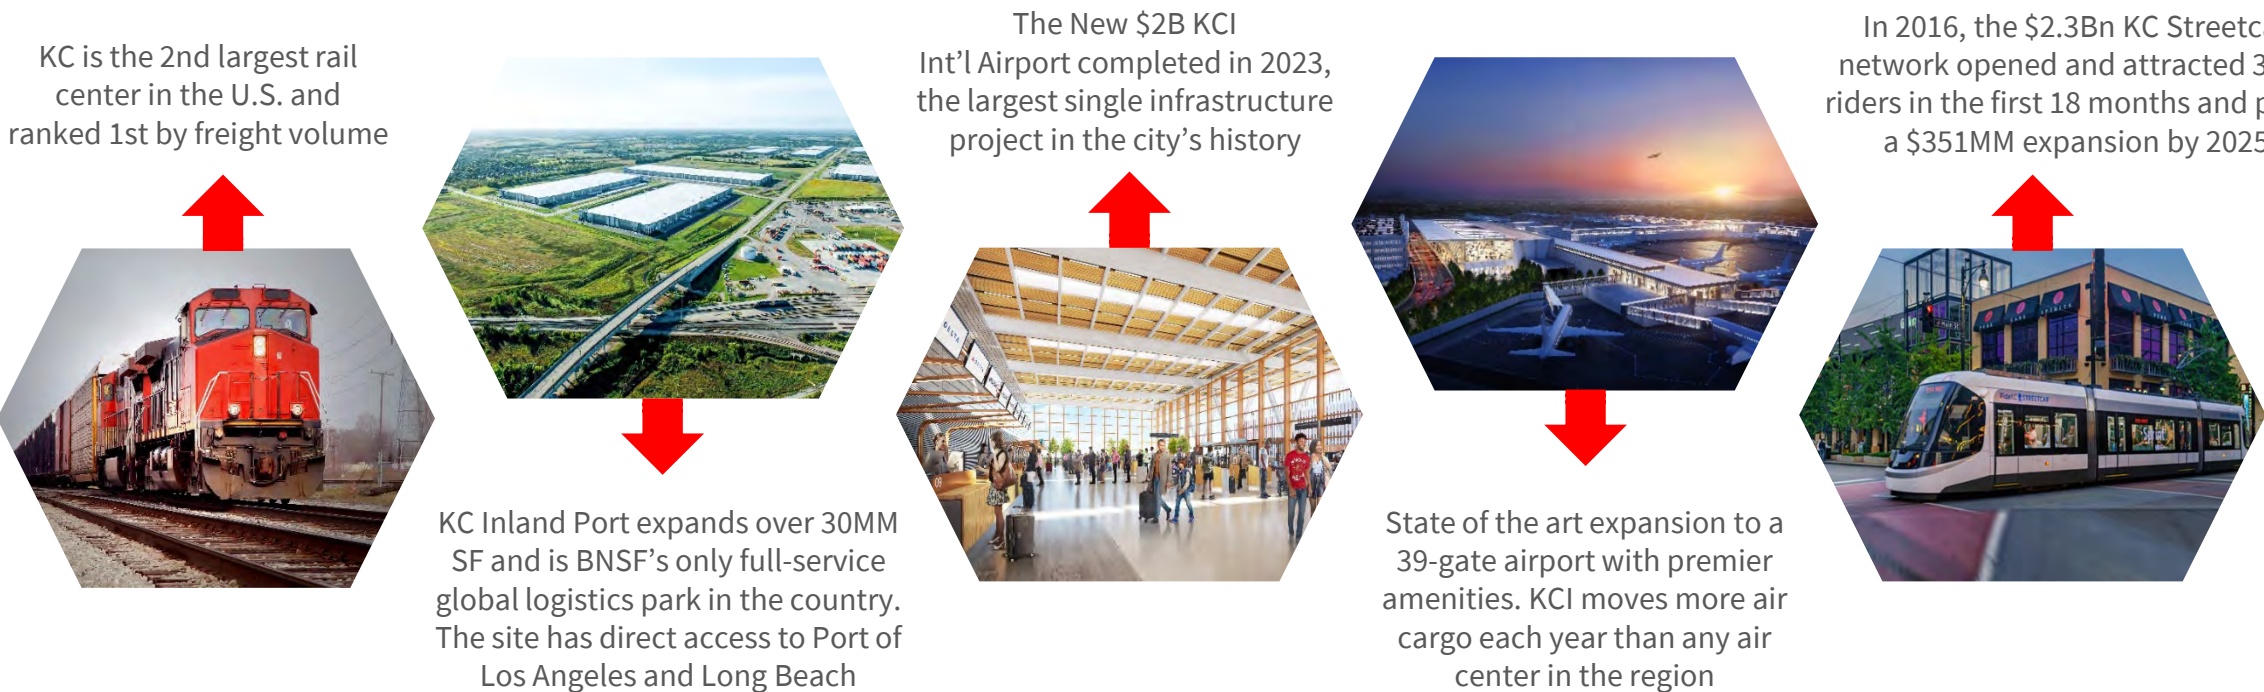 KC is the 2nd largest rail
center in the U.S. and
ranked 1st by freight volume
KC Inland Port expands over 30MM
SF and is BNSF’s only full-service
global logistics park in the country.
The site has direct access to Port of
Los Angeles and Long Beach
The New $2B KCI
Int’l Airport completed in 2023,
the largest single infrastructure
project in the city’s history
DELTA
09
State of the art expansion to a
39-gate airport with premier
amenities. KCI moves more air
cargo each year than any air
center in the region
In 2016, the $2.3Bn KC Streetc
network opened and attracted 3
riders in the first 18 months and p
a $351MM expansion by 2025
RideKC STREETCAR
Sprint